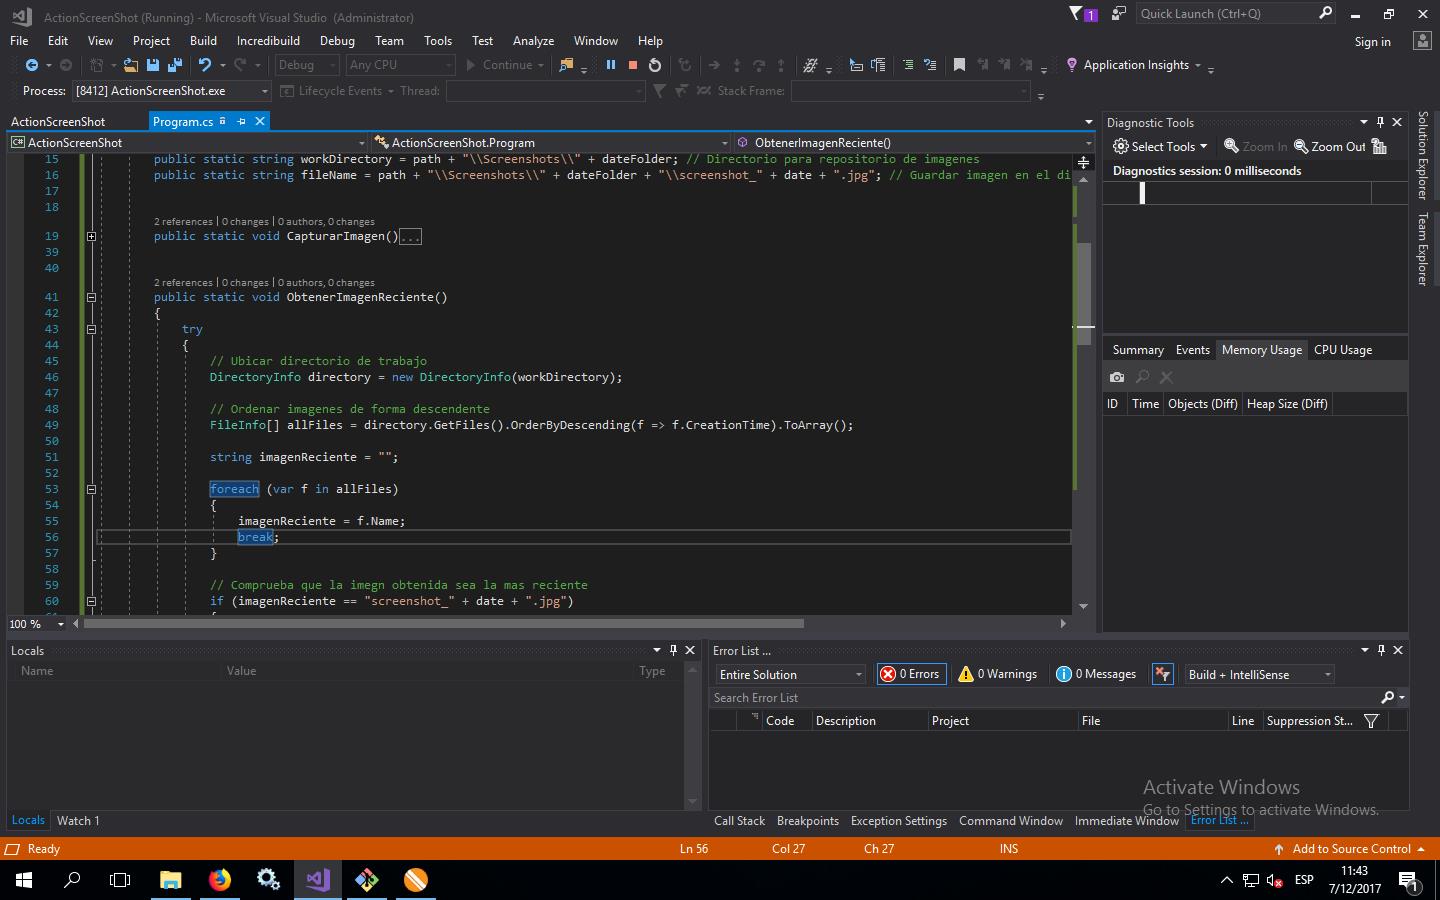 ActionScreenShot (Running) - Microsoft Visual Studio (Administrator)
1
Quick Launch (Ctrl+Q)
File Edit View Project Build Incredibuild Debug Team Tools Test Analyze Window Help
Sign in
Debug Any CPU Continue Application Insights
Process: [8412] ActionScreenShot.exe Lifecycle Events Thread: Stack Frame:
ActionScreenShot Program.cs
ActionScreenShot ActionScreenShot.Program ObtenerImagenReciente()
15 public static string workDirectory = path + "\\Screenshots\\" + dateFolder; // Directorio para repositorio de imagenes
16 public static string fileName = path + "\\Screenshots\\" + dateFolder + "\\screenshot_" + date + ".jpg"; // Guardar imagen en el di
17
18
2 references | 0 changes | 0 authors, 0 changes
19 public static void CapturarImagen()...
39
40
2 references | 0 changes | 0 authors, 0 changes
41 public static void ObtenerImagenReciente()
42 {
43 try
44 {
45 // Ubicar directorio de trabajo
46 DirectoryInfo directory = new DirectoryInfo(workDirectory);
47
48 // Ordenar imagenes de forma descendente
49 FileInfo[] allFiles = directory.GetFiles().OrderByDescending(f => f.CreationTime).ToArray();
50
51 string imagenReciente = "";
52
53 foreach (var f in allFiles)
54 {
55 imagenReciente = f.Name;
56 break;
57 }
58
59 // Comprueba que la imegn obtenida sea la mas reciente
60 if (imagenReciente == "screenshot_" + date + ".jpg")
100 %
Diagnostic Tools
Select Tools Zoom In Zoom Out
Diagnostics session: 0 milliseconds
Summary Events Memory Usage CPU Usage
ID Time Objects (Diff) Heap Size (Diff)
Solution Explorer
Team Explorer
Locals
Name Value Type
Locals Watch 1
Error List ...
Entire Solution 0 Errors 0 Warnings 0 Messages Build + IntelliSense
Search Error List
Code Description Project File Line Suppression St...
Activate Windows
Go to Settings to activate Windows.
Call Stack Breakpoints Exception Settings Command Window Immediate Window Error List ...
Ready Ln 56 Col 27 Ch 27 INS Add to Source Control
ESP
11:43
7/12/2017
1